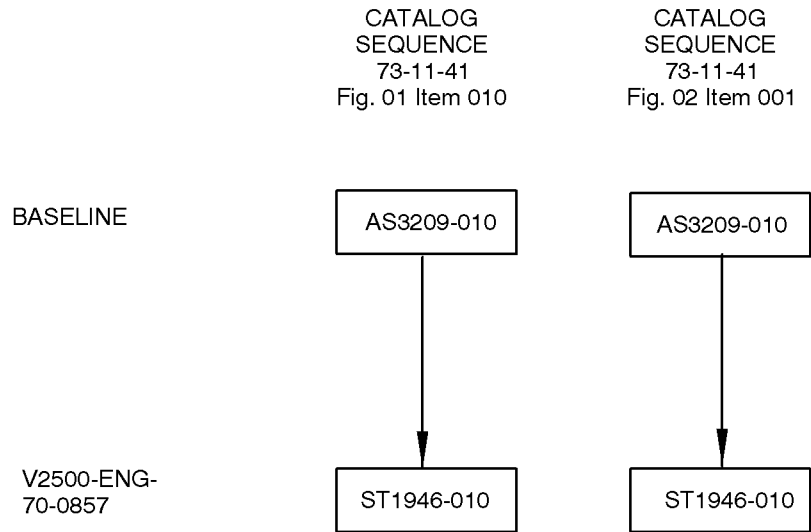 CATALOG
SEQUENCE
73-11-41
Fig. 01 Item 010
CATALOG
SEQUENCE
73-11-41
Fig. 02 Item 001
BASELINE
AS3209-010
AS3209-010
V2500-ENG-
70-0857
ST1946-010
ST1946-010